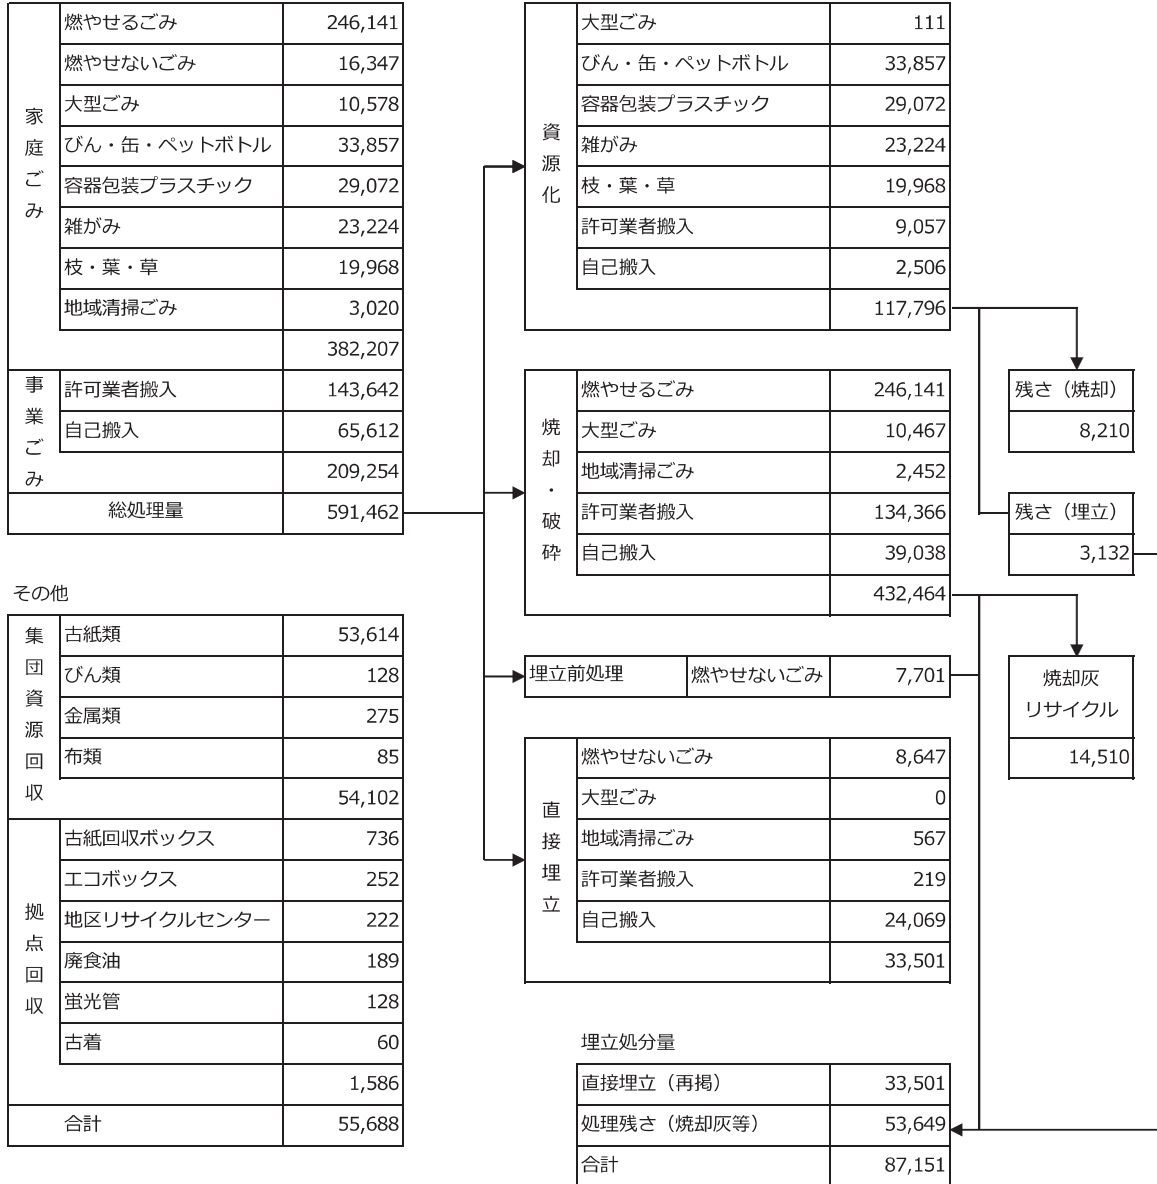 家庭ごみ
燃やせるごみ 246,141
燃やせないごみ 16,347
大型ごみ 10,578
びん・缶・ペットボトル 33,857
容器包装プラスチック 29,072
雑がみ 23,224
枝・葉・草 19,968
地域清掃ごみ 3,020
382,207
事業ごみ
許可業者搬入 143,642
自己搬入 65,612
209,254
総処理量 591,462
その他
集団資源回収
古紙類 53,614
びん類 128
金属類 275
布類 85
54,102
拠点回収
古紙回収ボックス 736
エコボックス 252
地区リサイクルセンター 222
廃食油 189
蛍光管 128
古着 60
1,586
合計 55,688
資源化
大型ごみ 111
びん・缶・ペットボトル 33,857
容器包装プラスチック 29,072
雑がみ 23,224
枝・葉・草 19,968
許可業者搬入 9,057
自己搬入 2,506
117,796
焼却・破砕
燃やせるごみ 246,141
大型ごみ 10,467
地域清掃ごみ 2,452
許可業者搬入 134,366
自己搬入 39,038
432,464
埋立前処理 燃やせないごみ 7,701
直接埋立
燃やせないごみ 8,647
大型ごみ 0
地域清掃ごみ 567
許可業者搬入 219
自己搬入 24,069
33,501
埋立処分量
直接埋立（再掲） 33,501
処理残さ（焼却灰等） 53,649
合計 87,151
残さ（焼却）
8,210
残さ（埋立）
3,132
焼却灰
リサイクル
14,510